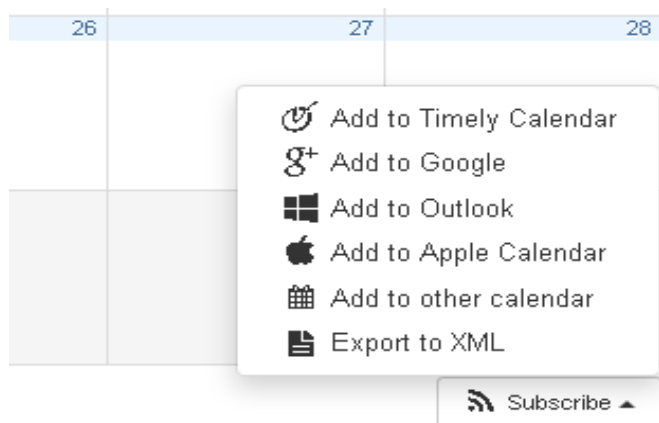 26 27 28
Add to Timely Calendar
Add to Google
Add to Outlook
Add to Apple Calendar
Add to other calendar
Export to XML
Subscribe